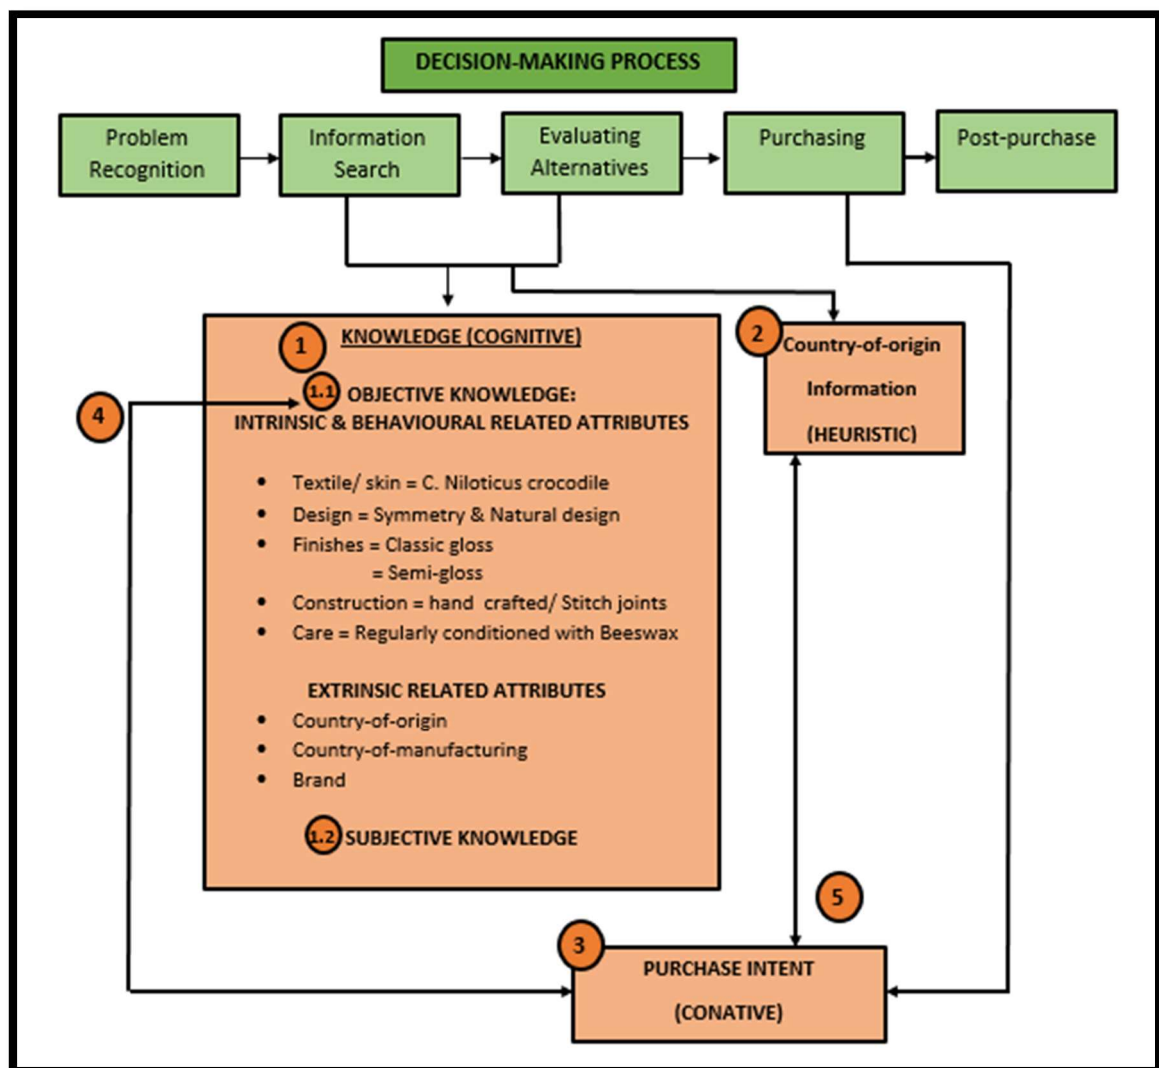 DECISION-MAKING PROCESS
Problem
Recognition
Information
Search
Evaluating
Alternatives
Purchasing
Post-purchase
1
KNOWLEDGE (COGNITIVE)
1.1 OBJECTIVE KNOWLEDGE:
INTRINSIC & BEHAVIOURAL RELATED ATTRIBUTES
• Textile/ skin = C. Niloticus crocodile
• Design = Symmetry & Natural design
• Finishes = Classic gloss
= Semi-gloss
• Construction = hand crafted/ Stitch joints
• Care = Regularly conditioned with Beeswax
EXTRINSIC RELATED ATTRIBUTES
• Country-of-origin
• Country-of-manufacturing
• Brand
1.2 SUBJECTIVE KNOWLEDGE
2
Country-of-origin
Information
(HEURISTIC)
4
5
3
PURCHASE INTENT
(CONATIVE)